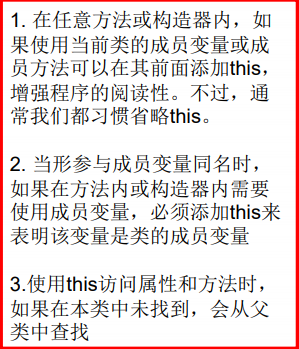 1. 在任意方法或构造器内，如
果使用当前类的成员变量或成
员方法可以在其前面添加this，
增强程序的阅读性。不过，通
常我们都习惯省略this。
2. 当形参与成员变量同名时，
如果在方法内或构造器内需要
使用成员变量，必须添加this来
表明该变量是类的成员变量
3.使用this访问属性和方法时，
如果在本类中未找到，会从父
类中查找